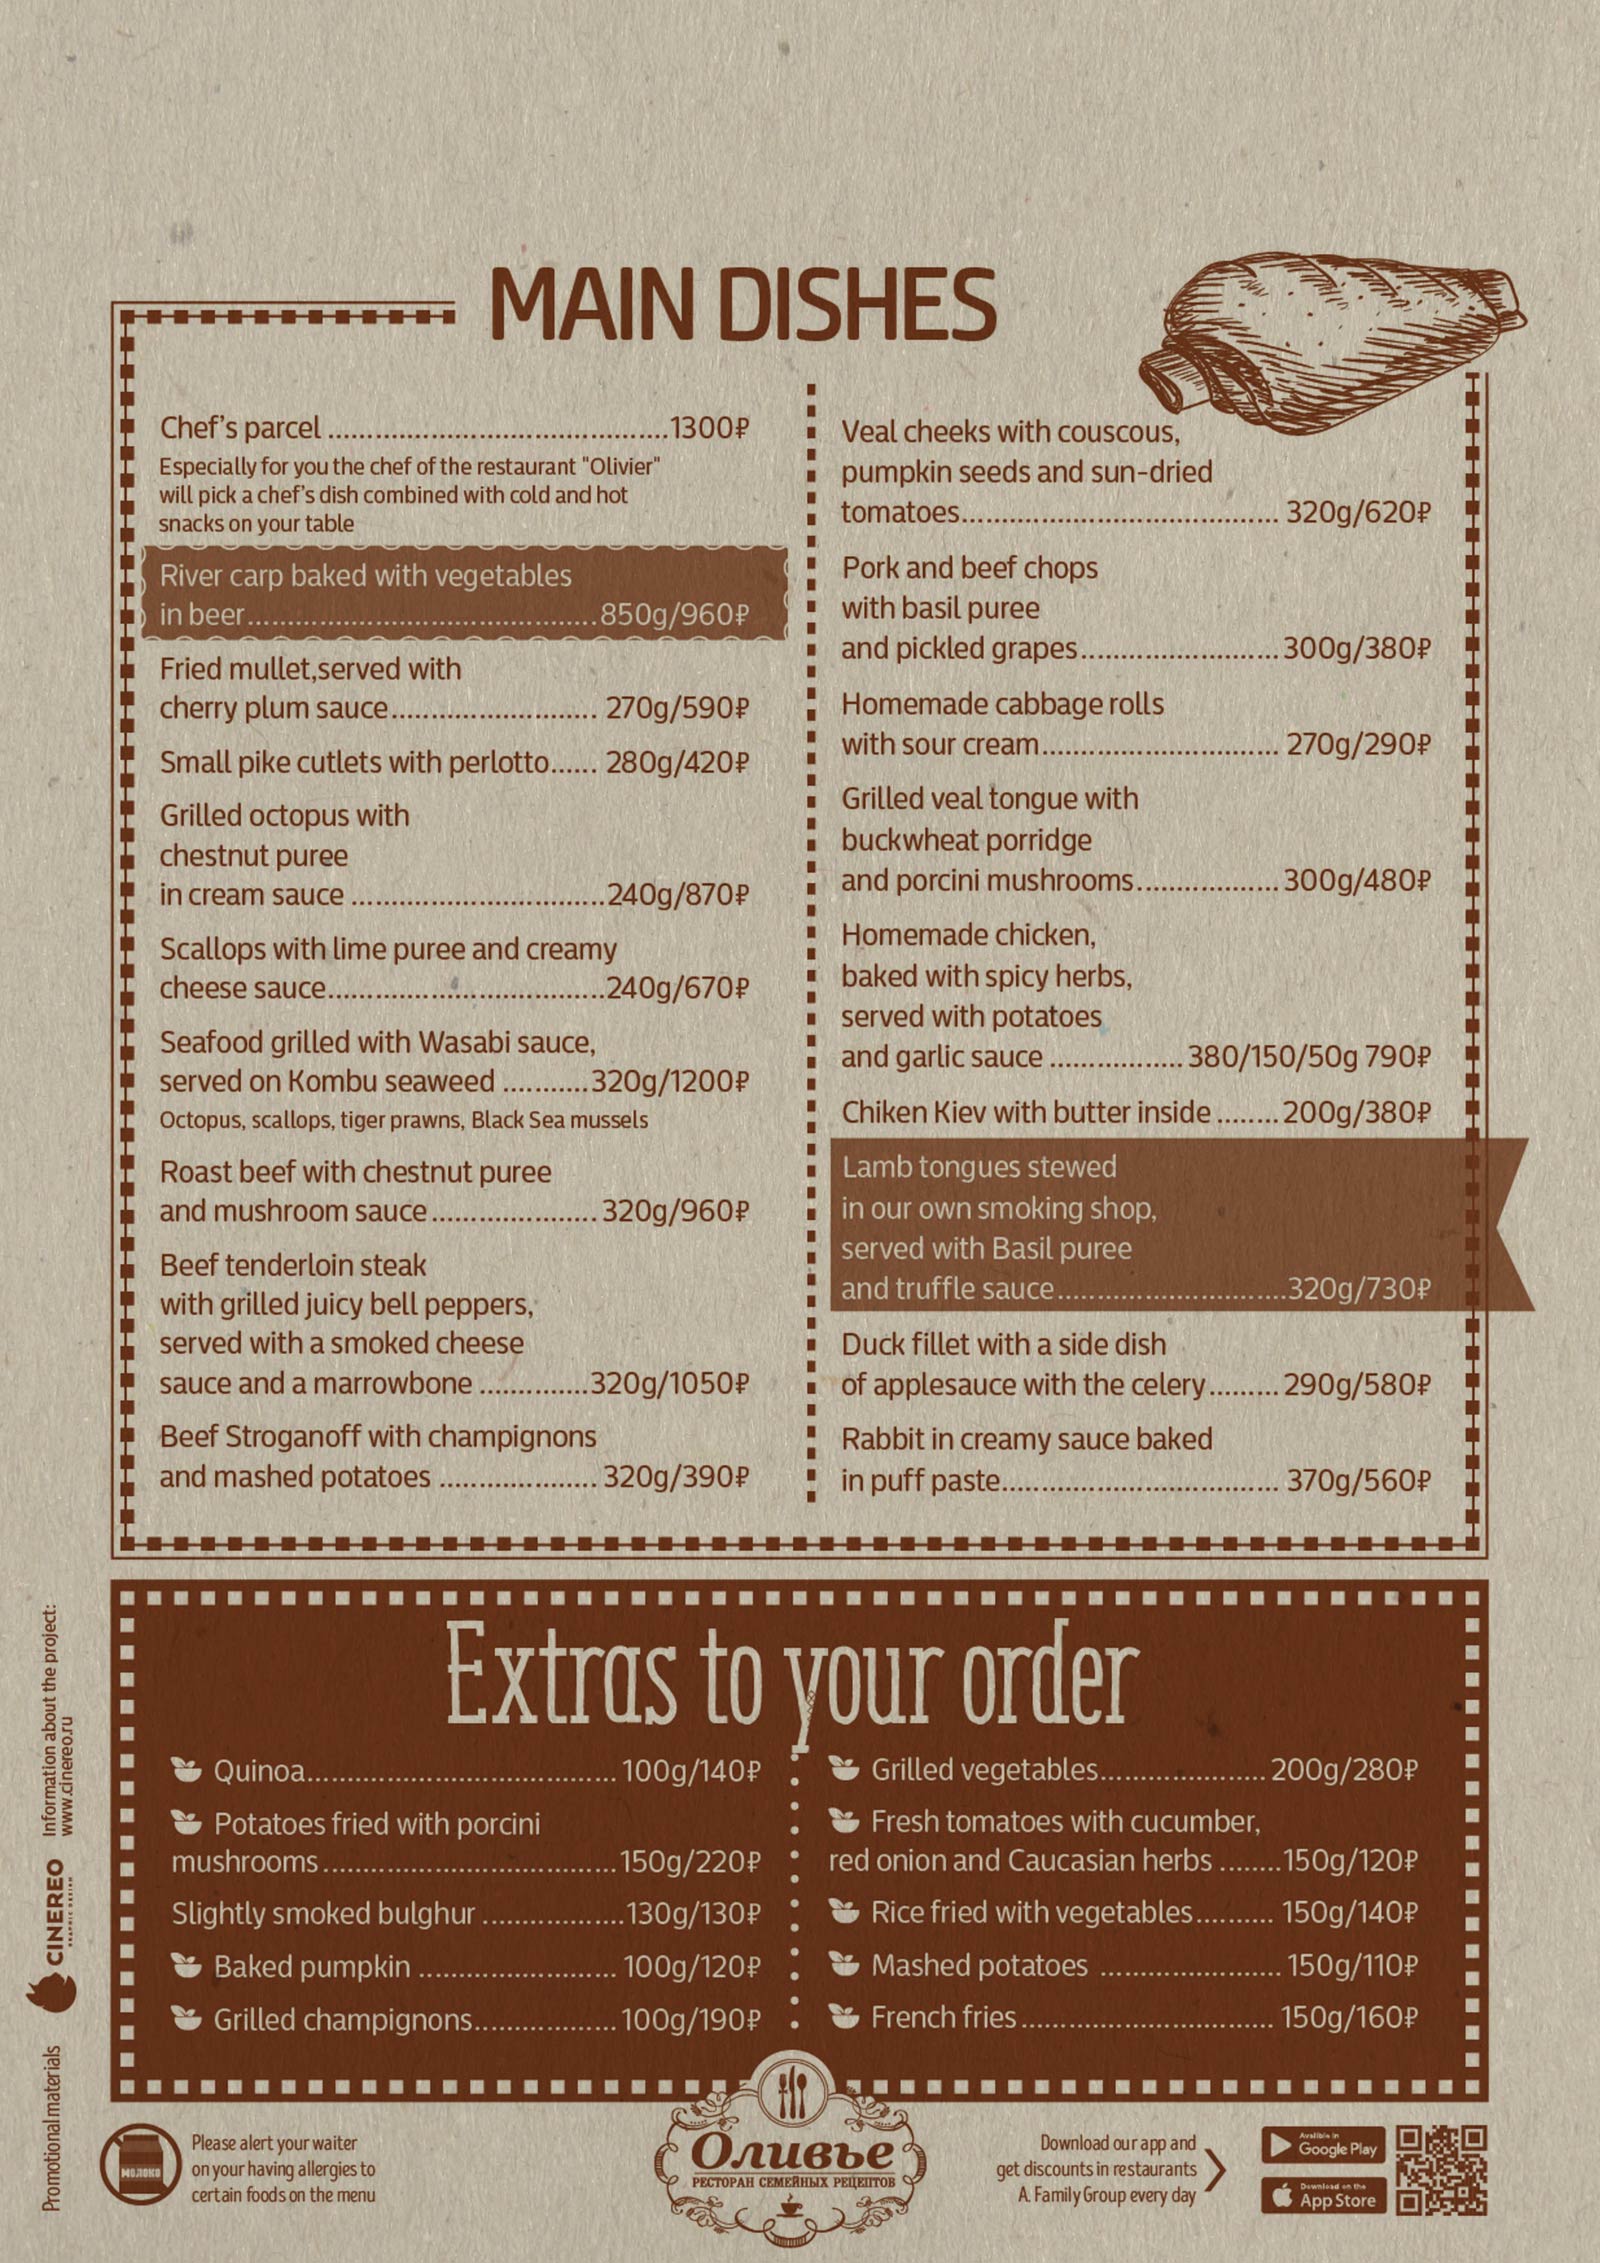 MAIN DISHES
Chef's parcel ............................................1300₽
Especially for you the chef of the restaurant "Olivier"
will pick a chef's dish combined with cold and hot
snacks on your table
River carp baked with vegetables
in beer.............................................850g/960₽
Fried mullet,served with
cherry plum sauce........................... 270g/590₽
Small pike cutlets with perlotto...... 280g/420₽
Grilled octopus with
chestnut puree
in cream sauce .................................240g/870₽
Scallops with lime puree and creamy
cheese sauce....................................240g/670₽
Seafood grilled with Wasabi sauce,
served on Kombu seaweed ...........320g/1200₽
Octopus, scallops, tiger prawns, Black Sea mussels
Roast beef with chestnut puree
and mushroom sauce...................... 320g/960₽
Beef tenderloin steak
with grilled juicy bell peppers,
served with a smoked cheese
sauce and a marrowbone ..............320g/1050₽
Beef Stroganoff with champignons
and mashed potatoes .................... 320g/390₽
Veal cheeks with couscous,
pumpkin seeds and sun-dried
tomatoes......................................... 320g/620₽
Pork and beef chops
with basil puree
and pickled grapes..........................300g/380₽
Homemade cabbage rolls
with sour cream............................... 270g/290₽
Grilled veal tongue with
buckwheat porridge
and porcini mushrooms...................300g/480₽
Homemade chicken,
baked with spicy herbs,
served with potatoes
and garlic sauce ................. 380/150/50g 790₽
Chiken Kiev with butter inside ........200g/380₽
Lamb tongues stewed
in our own smoking shop,
served with Basil puree
and truffle sauce..............................320g/730₽
Duck fillet with a side dish
of applesauce with the celery.........290g/580₽
Rabbit in creamy sauce baked
in puff paste.................................... 370g/560₽
Extras to your order
Quinoa........................................ 100g/140₽
Potatoes fried with porcini
mushrooms......................................150g/220₽
Slightly smoked bulghur ..................130g/130₽
Baked pumpkin .......................... 100g/120₽
Grilled champignons................... 100g/190₽
Grilled vegetables...................... 200g/280₽
Fresh tomatoes with cucumber,
red onion and Caucasian herbs ........150g/120₽
Rice fried with vegetables.......... 150g/140₽
Mashed potatoes ....................... 150g/110₽
French fries................................. 150g/160₽
Information about the project:
www.cinereo.ru
CINEREO
GRAPHIC DESIGN
Promotional materials
МОЛОКО
Please alert your waiter
on your having allergies to
certain foods on the menu
Оливье
РЕСТОРАН СЕМЕЙНЫХ РЕЦЕПТОВ
Download our app and
get discounts in restaurants
A. Family Group every day
Avalible in
Google Play
Download on the
App Store